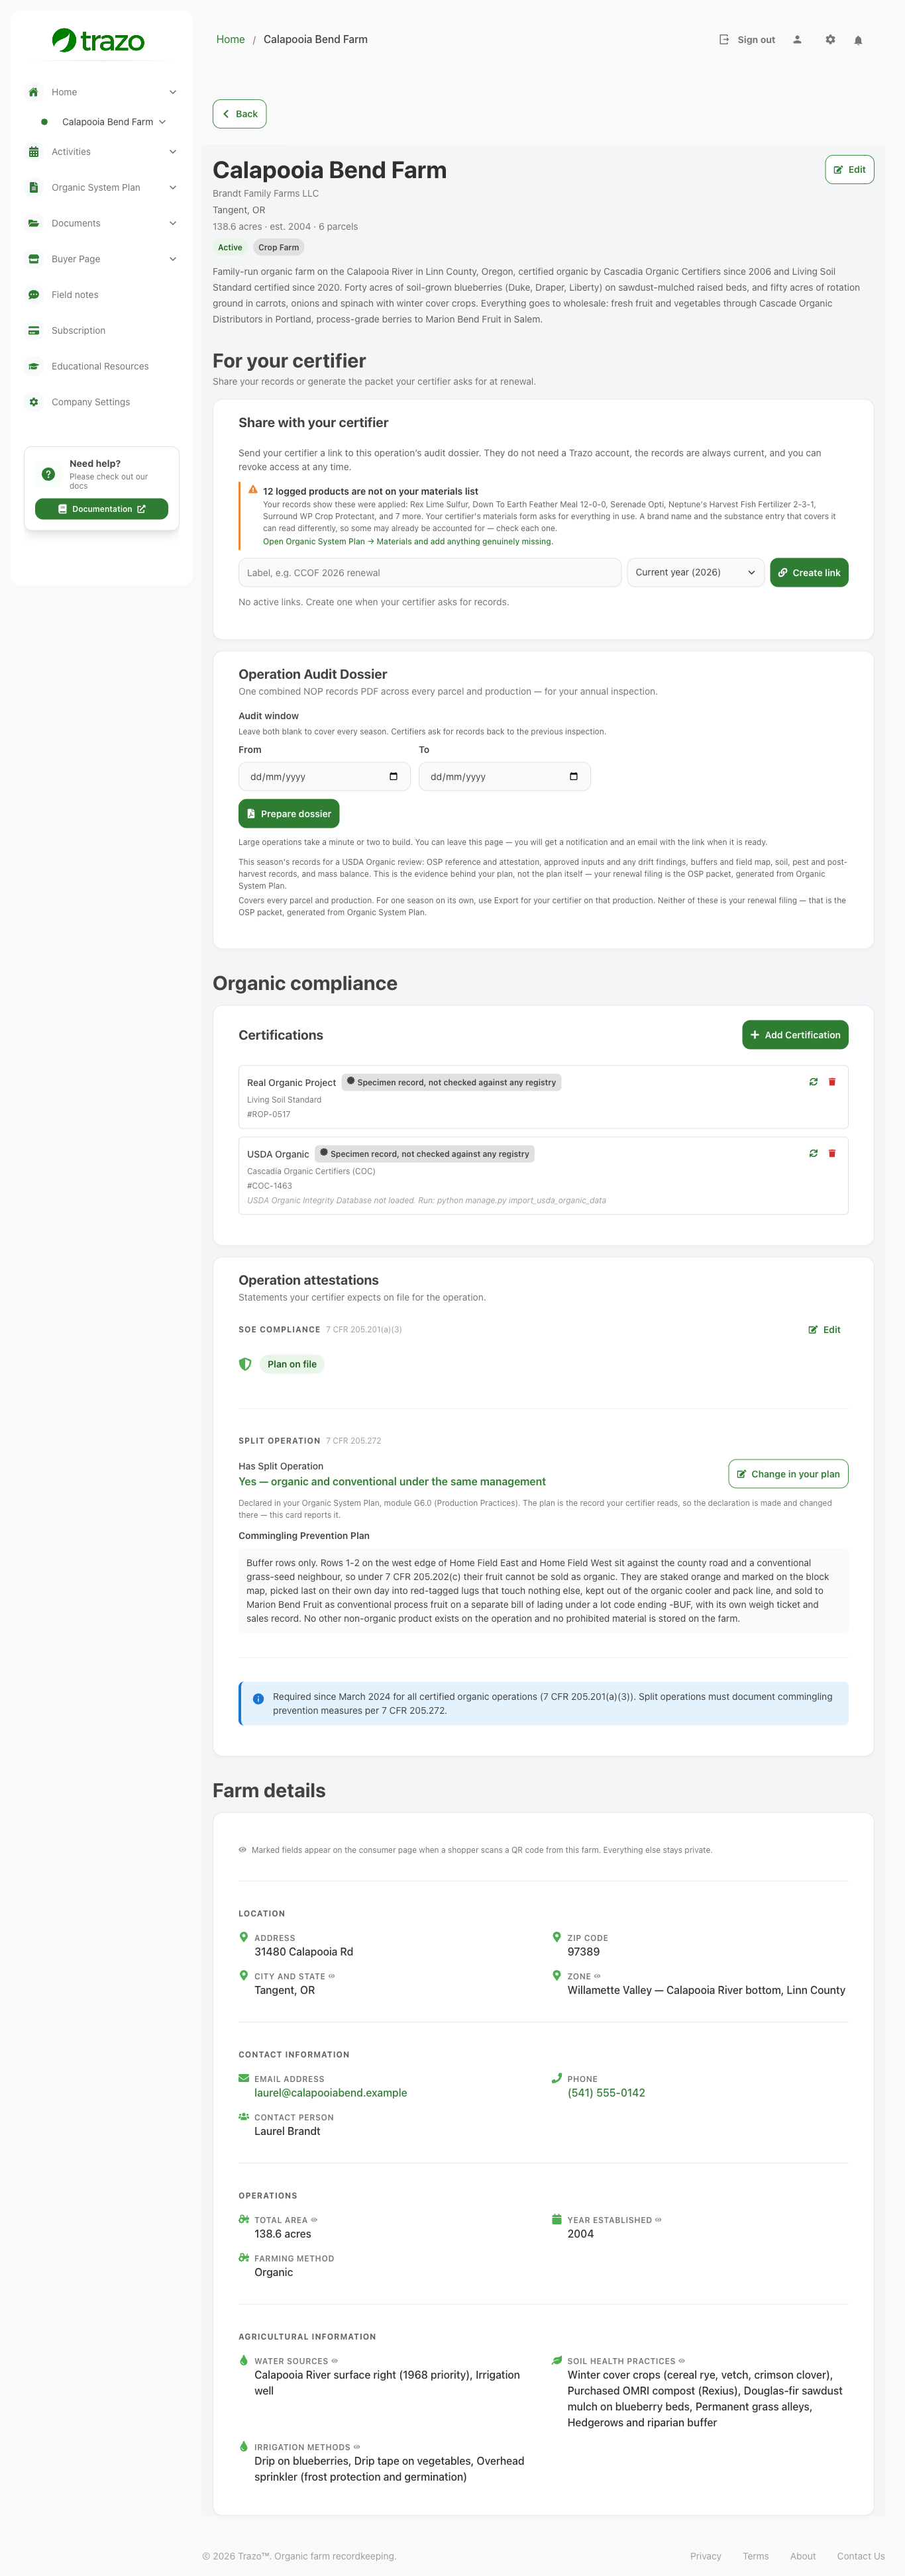 trazo
Home
Calapooia Bend Farm
Activities
Organic System Plan
Documents
Buyer Page
Field notes
Subscription
Educational Resources
Company Settings
Need help?
Please check out our
docs
Documentation
Home / Calapooia Bend Farm
Sign out
Back
Calapooia Bend Farm
Edit
Brandt Family Farms LLC
Tangent, OR
138.6 acres · est. 2004 · 6 parcels
Active Crop Farm
Family-run organic farm on the Calapooia River in Linn County, Oregon, certified organic by Cascadia Organic Certifiers since 2006 and Living Soil
Standard certified since 2020. Forty acres of soil-grown blueberries (Duke, Draper, Liberty) on sawdust-mulched raised beds, and fifty acres of rotation
ground in carrots, onions and spinach with winter cover crops. Everything goes to wholesale: fresh fruit and vegetables through Cascade Organic
Distributors in Portland, process-grade berries to Marion Bend Fruit in Salem.
For your certifier
Share your records or generate the packet your certifier asks for at renewal.
Share with your certifier
Send your certifier a link to this operation's audit dossier. They do not need a Trazo account, the records are always current, and you can
revoke access at any time.
12 logged products are not on your materials list
Your records show these were applied: Rex Lime Sulfur, Down To Earth Feather Meal 12-0-0, Serenade Opti, Neptune's Harvest Fish Fertilizer 2-3-1,
Surround WP Crop Protectant, and 7 more. Your certifier's materials form asks for everything in use. A brand name and the substance entry that covers it
can read differently, so some may already be accounted for — check each one.
Open Organic System Plan → Materials and add anything genuinely missing.
Label, e.g. CCOF 2026 renewal
Current year (2026)
Create link
No active links. Create one when your certifier asks for records.
Operation Audit Dossier
One combined NOP records PDF across every parcel and production — for your annual inspection.
Audit window
Leave both blank to cover every season. Certifiers ask for records back to the previous inspection.
From
To
dd/mm/yyyy
dd/mm/yyyy
Prepare dossier
Large operations take a minute or two to build. You can leave this page — you will get a notification and an email with the link when it is ready.
This season's records for a USDA Organic review: OSP reference and attestation, approved inputs and any drift findings, buffers and field map, soil, pest and post-
harvest records, and mass balance. This is the evidence behind your plan, not the plan itself — your renewal filing is the OSP packet, generated from Organic
System Plan.
Covers every parcel and production. For one season on its own, use Export for your certifier on that production. Neither of these is your renewal filing — that is the
OSP packet, generated from Organic System Plan.
Organic compliance
Certifications
Add Certification
Real Organic Project Specimen record, not checked against any registry
Living Soil Standard
#ROP-0517
USDA Organic Specimen record, not checked against any registry
Cascadia Organic Certifiers (COC)
#COC-1463
USDA Organic Integrity Database not loaded. Run: python manage.py import_usda_organic_data
Operation attestations
Statements your certifier expects on file for the operation.
SOE COMPLIANCE 7 CFR 205.201(a)(3)
Edit
Plan on file
SPLIT OPERATION 7 CFR 205.272
Has Split Operation
Yes — organic and conventional under the same management
Change in your plan
Declared in your Organic System Plan, module G6.0 (Production Practices). The plan is the record your certifier reads, so the declaration is made and changed
there — this card reports it.
Commingling Prevention Plan
Buffer rows only. Rows 1-2 on the west edge of Home Field East and Home Field West sit against the county road and a conventional
grass-seed neighbour, so under 7 CFR 205.202(c) their fruit cannot be sold as organic. They are staked orange and marked on the block
map, picked last on their own day into red-tagged lugs that touch nothing else, kept out of the organic cooler and pack line, and sold to
Marion Bend Fruit as conventional process fruit on a separate bill of lading under a lot code ending -BUF, with its own weigh ticket and
sales record. No other non-organic product exists on the operation and no prohibited material is stored on the farm.
Required since March 2024 for all certified organic operations (7 CFR 205.201(a)(3)). Split operations must document commingling
prevention measures per 7 CFR 205.272.
Farm details
Marked fields appear on the consumer page when a shopper scans a QR code from this farm. Everything else stays private.
LOCATION
ADDRESS
31480 Calapooia Rd
ZIP CODE
97389
CITY AND STATE
Tangent, OR
ZONE
Willamette Valley — Calapooia River bottom, Linn County
CONTACT INFORMATION
EMAIL ADDRESS
laurel@calapooiabend.example
PHONE
(541) 555-0142
CONTACT PERSON
Laurel Brandt
OPERATIONS
TOTAL AREA
138.6 acres
YEAR ESTABLISHED
2004
FARMING METHOD
Organic
AGRICULTURAL INFORMATION
WATER SOURCES
Calapooia River surface right (1968 priority), Irrigation
well
SOIL HEALTH PRACTICES
Winter cover crops (cereal rye, vetch, crimson clover),
Purchased OMRI compost (Rexius), Douglas-fir sawdust
mulch on blueberry beds, Permanent grass alleys,
Hedgerows and riparian buffer
IRRIGATION METHODS
Drip on blueberries, Drip tape on vegetables, Overhead
sprinkler (frost protection and germination)
© 2026 Trazo™. Organic farm recordkeeping.
Privacy Terms About Contact Us